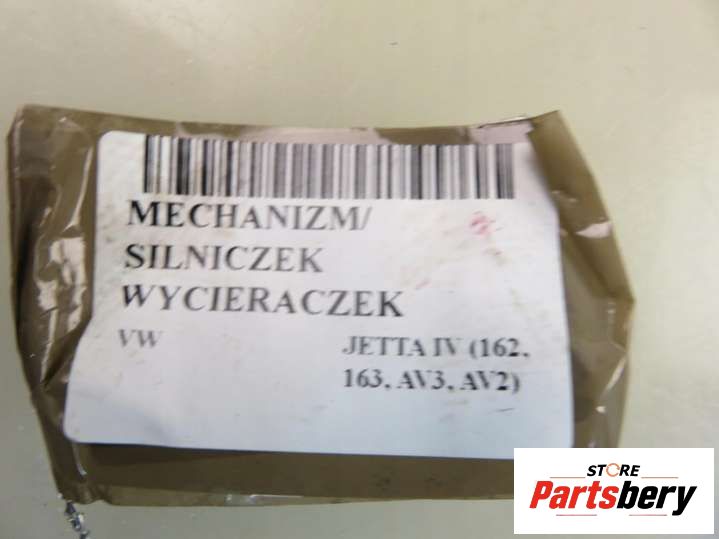 MECHANIZM/
SILNICZEK
WYCIERACZEK
VW JETTA IV (162,
163, AV3, AV2)
STORE
Partsbery